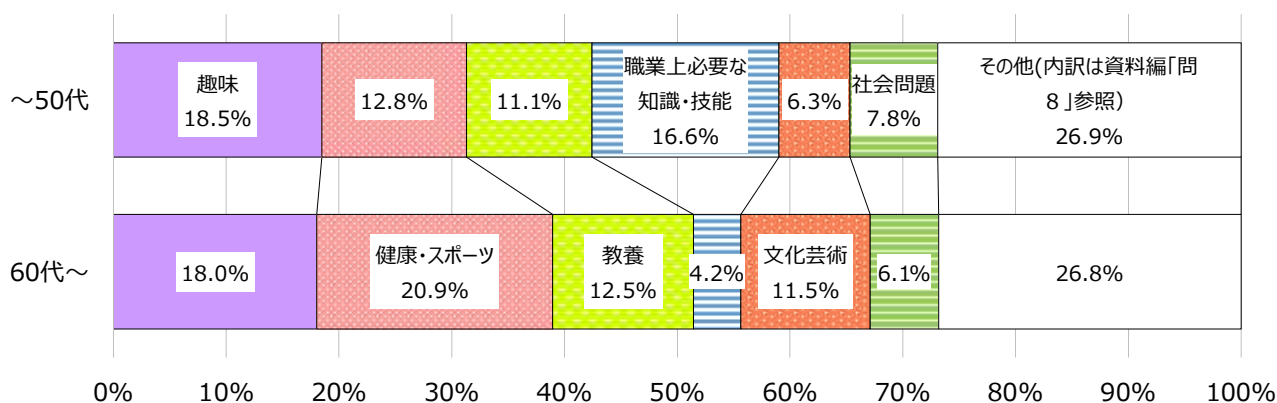 ～50代
趣味
18.5%
12.8%
11.1%
職業上必要な
知識・技能
16.6%
6.3%
社会問題
7.8%
その他(内訳は資料編「問
８」参照）
26.9%
60代～
18.0%
健康・スポーツ
20.9%
教養
12.5%
4.2%
文化芸術
11.5%
6.1%
26.8%
0%
10%
20%
30%
40%
50%
60%
70%
80%
90%
100%